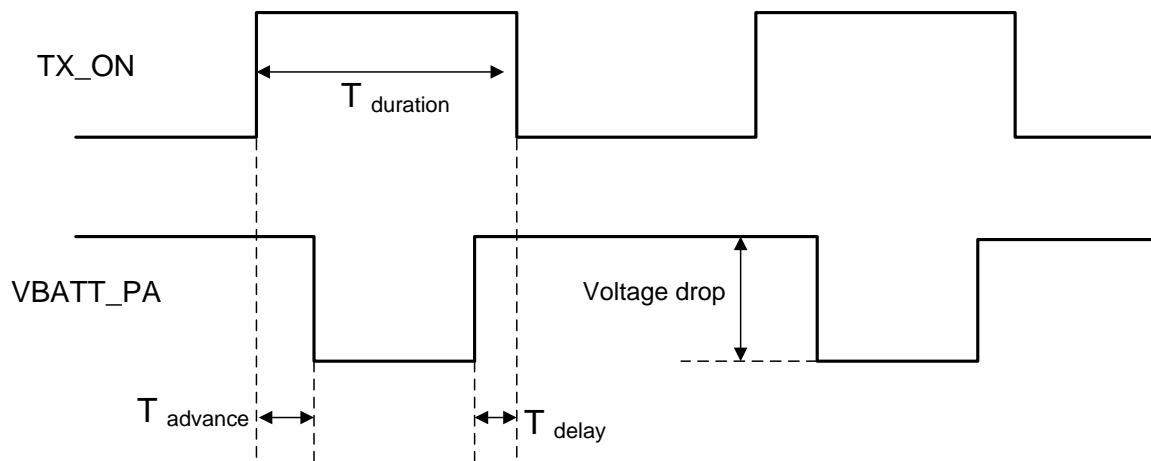 TX_ON
T duration
VBATT_PA
Voltage drop
T advance
T delay